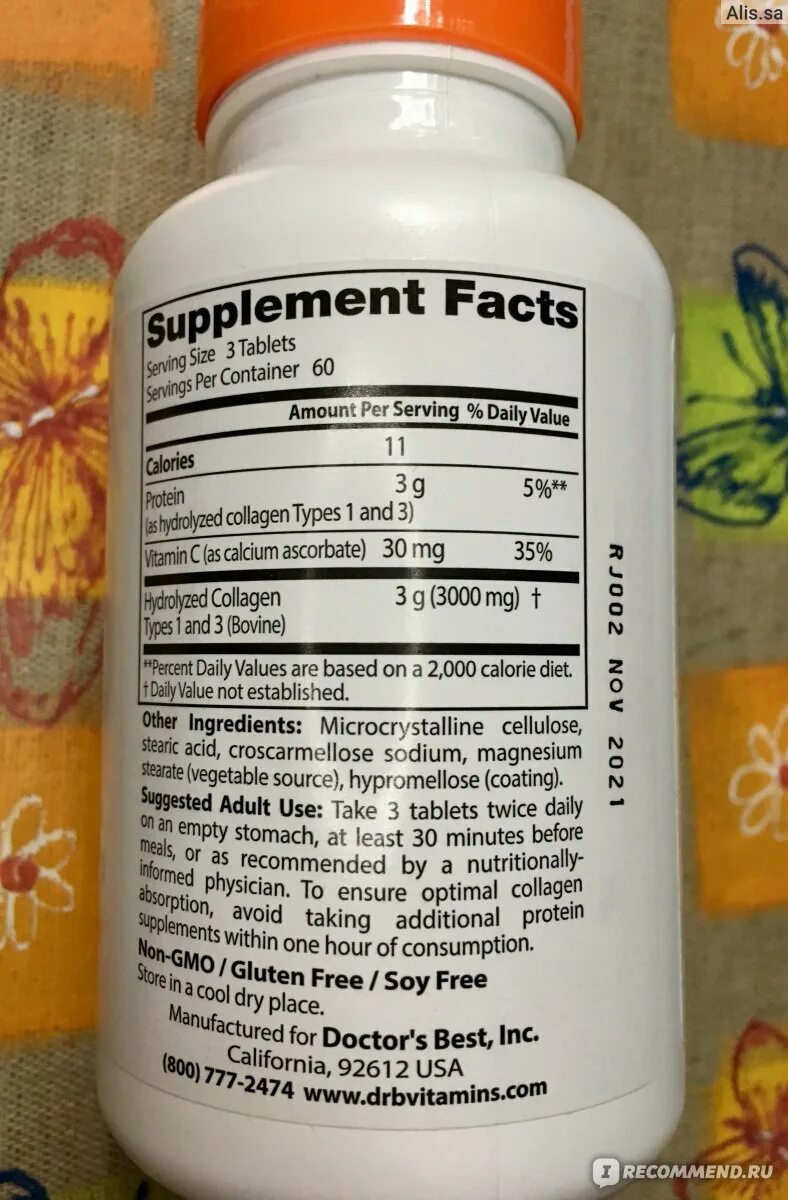 Alis.sa
Supplement Facts
Serving Size 3 Tablets
Servings Per Container 60
Amount Per Serving % Daily Value
Calories 11
Protein 3 g 5%**
(as hydrolyzed collagen Types 1 and 3)
Vitamin C (as calcium ascorbate) 30 mg 35%
Hydrolyzed Collagen 3 g (3000 mg) †
Types 1 and 3 (Bovine)
**Percent Daily Values are based on a 2,000 calorie diet.
† Daily Value not established.
Other Ingredients: Microcrystalline cellulose,
stearic acid, croscarmellose sodium, magnesium
stearate (vegetable source), hypromellose (coating).
Suggested Adult Use: Take 3 tablets twice daily
on an empty stomach, at least 30 minutes before
meals, or as recommended by a nutritionally-
informed physician. To ensure optimal collagen
absorption, avoid taking additional protein
supplements within one hour of consumption.
Non-GMO / Gluten Free / Soy Free
Store in a cool dry place.
Manufactured for Doctor's Best, Inc.
California, 92612 USA
(800) 777-2474 www.drbvitamins.com
RJ002 NOV 2021
IRECOMMEND.RU